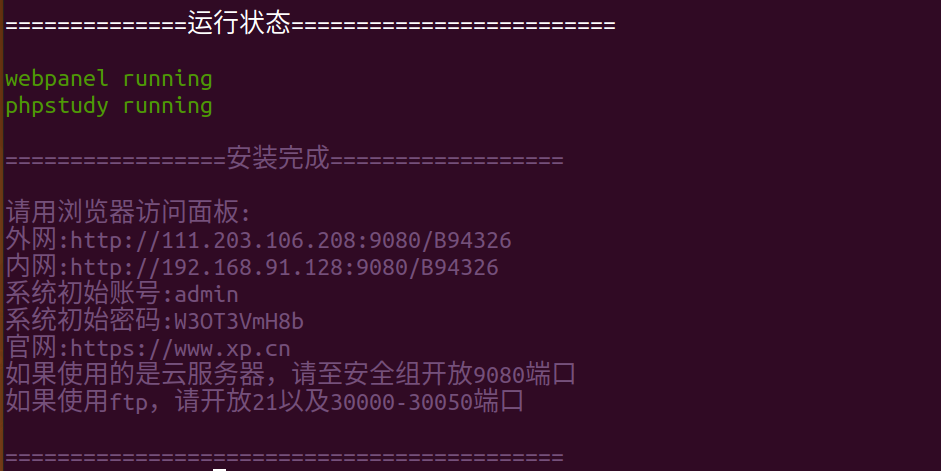 ==============运行状态=========================
webpanel running
phpstudy running
=================安装完成==================
请用浏览器访问面板:
外网:http://111.203.106.208:9080/B94326
内网:http://192.168.91.128:9080/B94326
系统初始账号:admin
系统初始密码:W3OT3VmH8b
官网:https://www.xp.cn
如果使用的是云服务器，请至安全组开放9080端口
如果使用ftp，请开放21以及30000-30050端口
===========================================